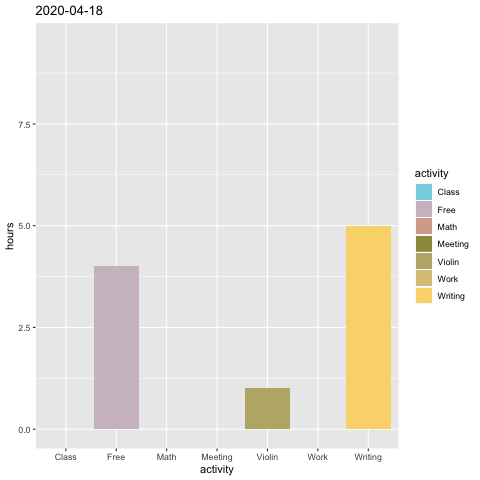 2020-04-18
7.5
5.0
2.5
0.0
hours
Class Free Math Meeting Violin Work Writing
activity
activity
Class
Free
Math
Meeting
Violin
Work
Writing